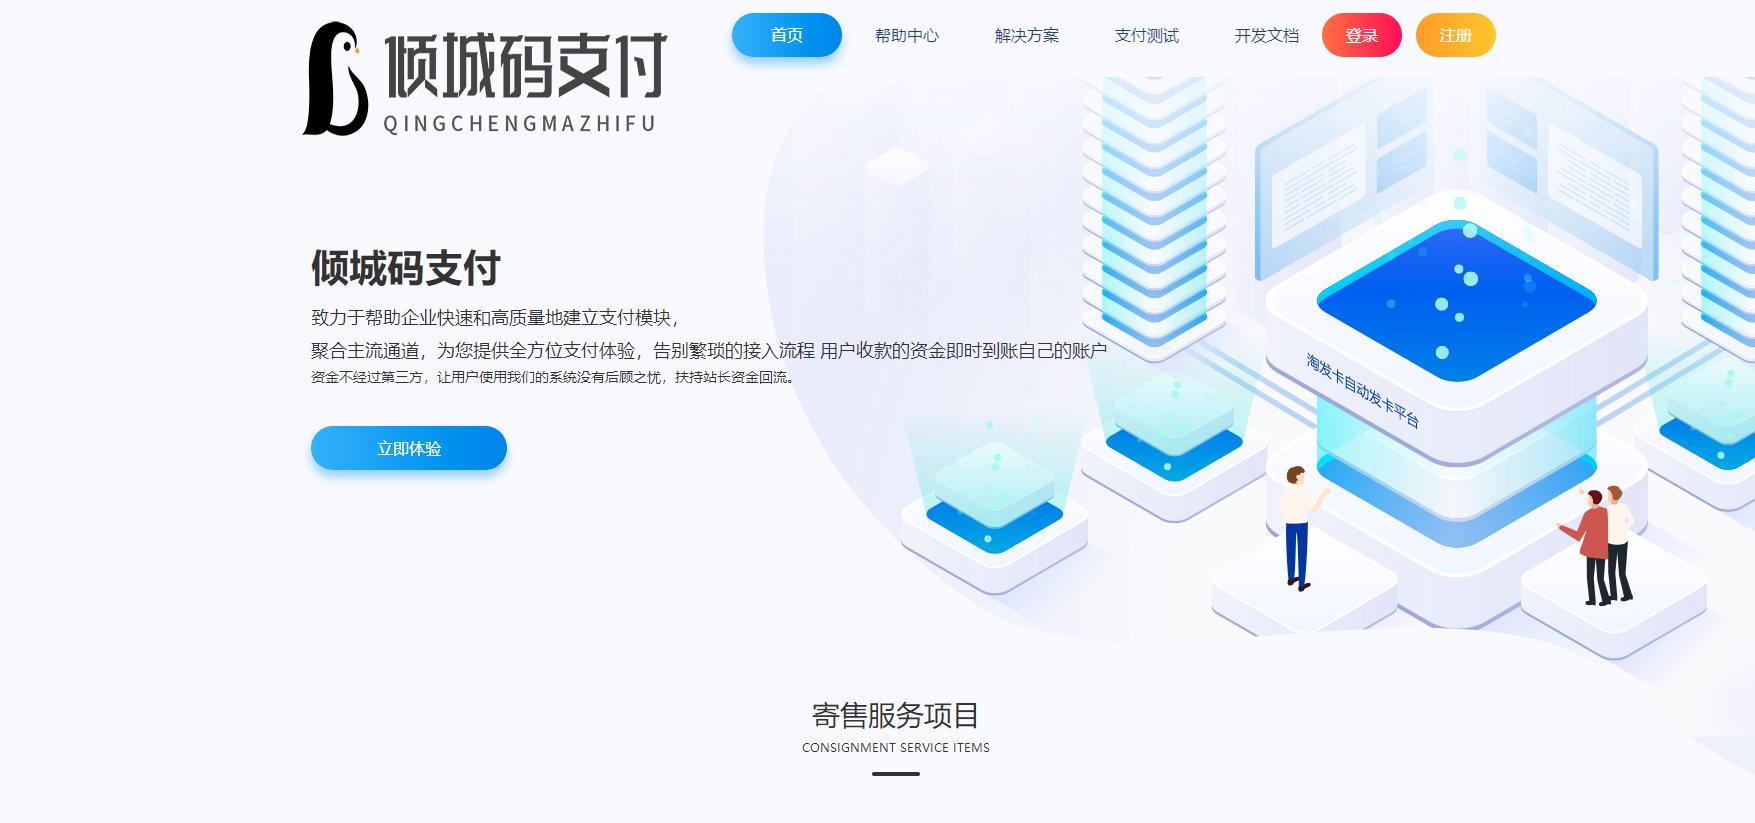 倾城码支付
QINGCHENGMAZHIFU
首页 帮助中心 解决方案 支付测试 开发文档 登录 注册
倾城码支付
致力于帮助企业快速和高质量地建立支付模块，
聚合主流通道，为您提供全方位支付体验，告别繁琐的接入流程 用户收款的资金即时到账自己的账户
资金不经过第三方，让用户使用我们的系统没有后顾之忧，扶持站长资金回流。
立即体验
淘发卡自动发卡平台
寄售服务项目
CONSIGNMENT SERVICE ITEMS